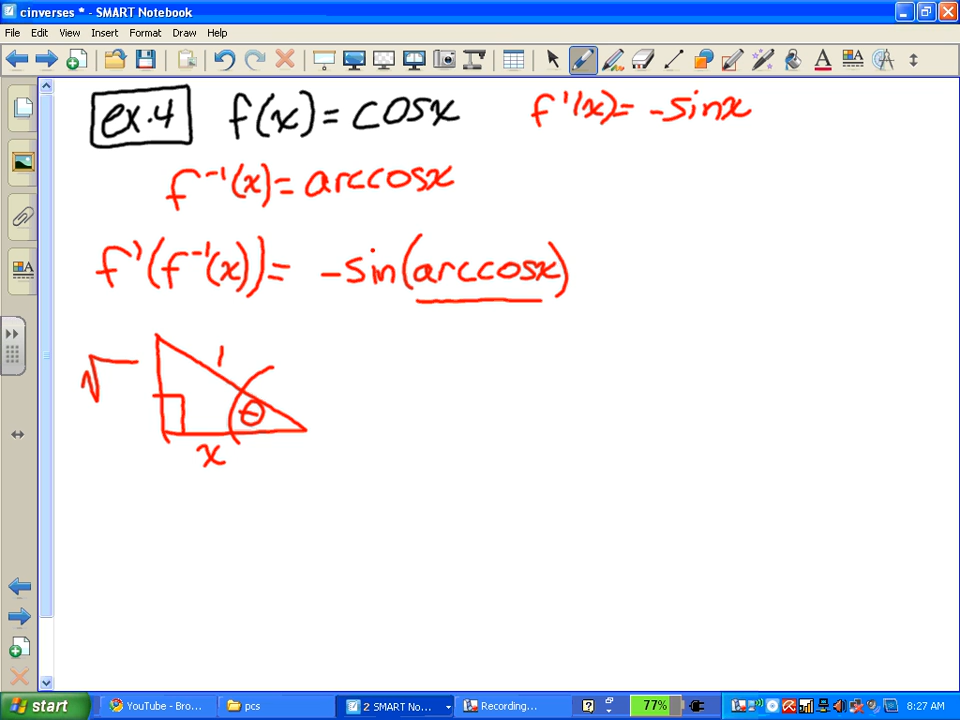 cinverses * - SMART Notebook
File Edit View Insert Format Draw Help
ex.4 f(x) = cosx f'(x) = -sinx
f⁻¹(x) = arccosx
f'(f⁻¹(x)) = -sin(arccosx)
√ 1
θ
x
start YouTube - Bro... pcs 2 SMART No... Recording... 77% 8:27 AM